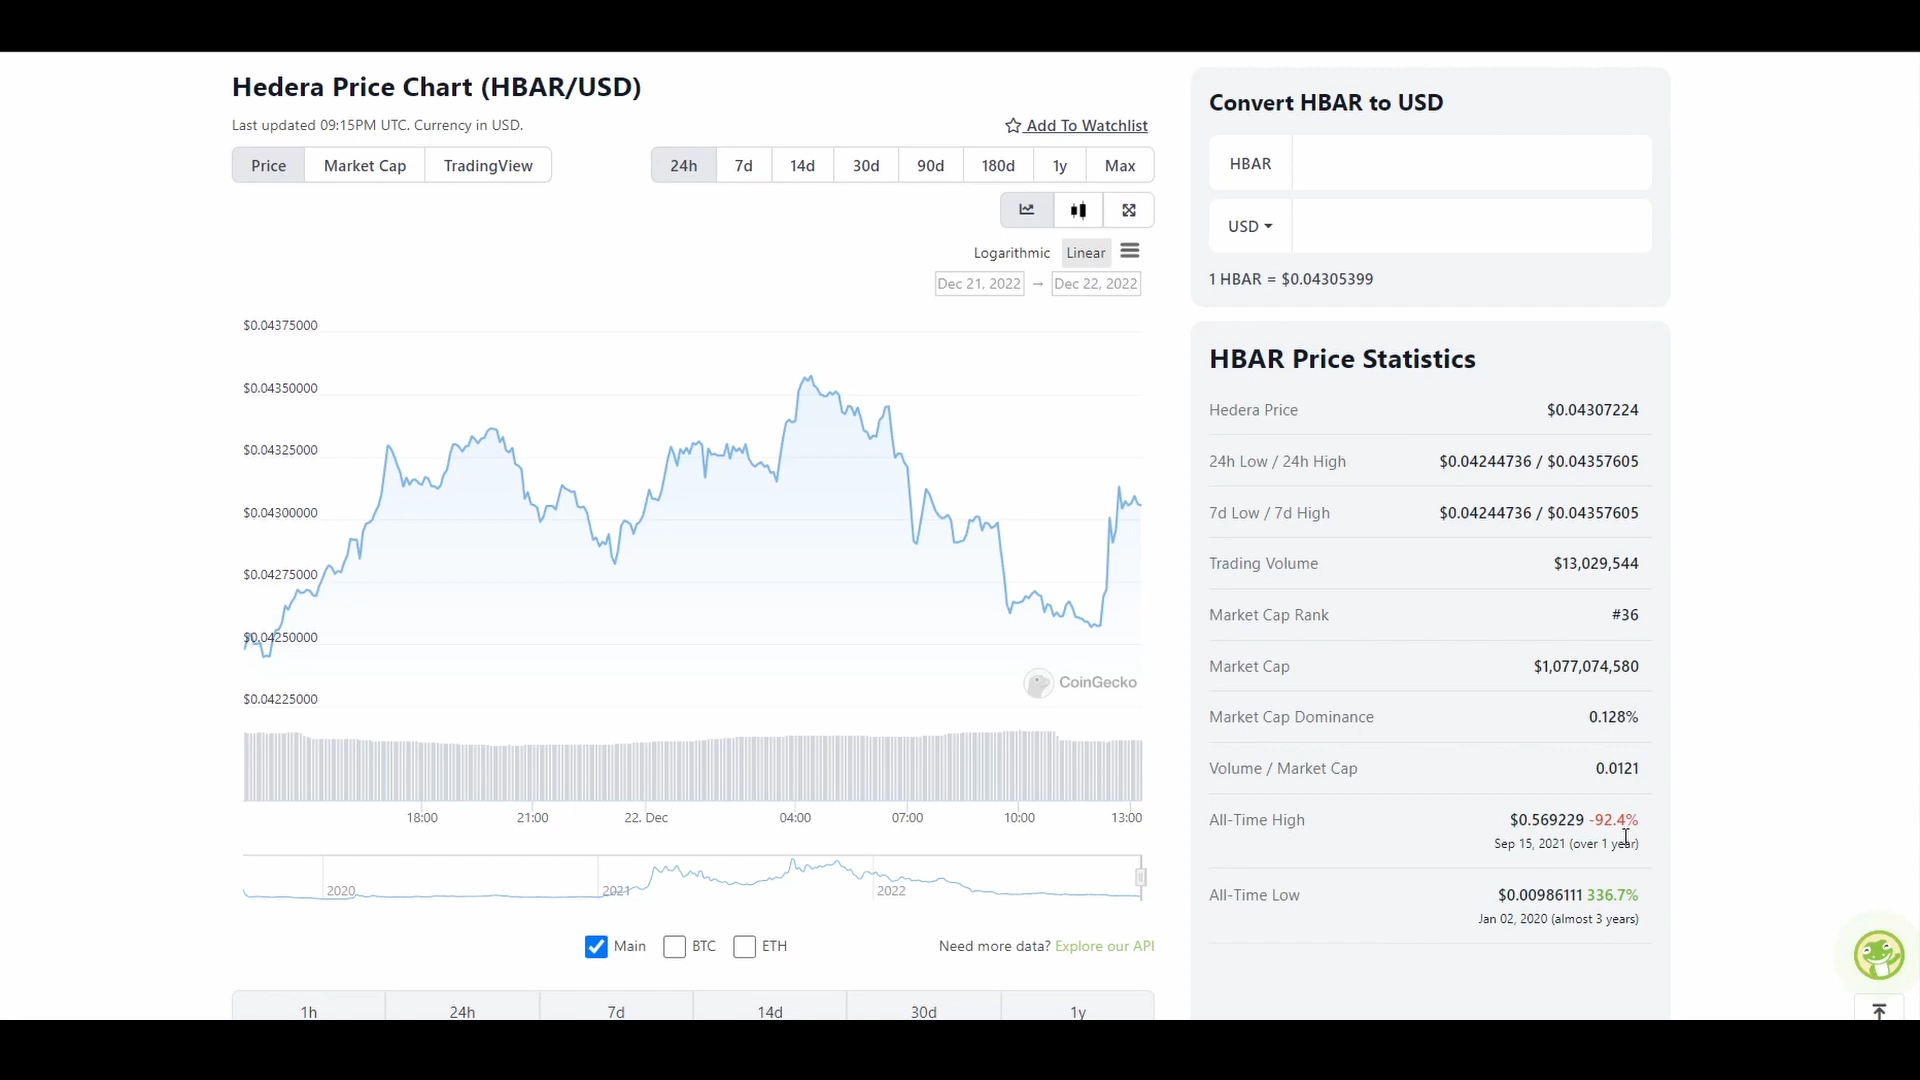 Hedera Price Chart (HBAR/USD)
Last updated 09:15PM UTC. Currency in USD.
Add To Watchlist
Price Market Cap TradingView
24h 7d 14d 30d 90d 180d 1y Max
Logarithmic Linear
Dec 21, 2022 → Dec 22, 2022
$0.04375000
$0.04350000
$0.04325000
$0.04300000
$0.04275000
$0.04250000
$0.04225000
CoinGecko
18:00 21:00 22. Dec 04:00 07:00 10:00 13:00
2020 2021 2022
Main BTC ETH
Need more data? Explore our API
1h 24h 7d 14d 30d 1y
Convert HBAR to USD
HBAR
USD
1 HBAR = $0.04305399
HBAR Price Statistics
Hedera Price $0.04307224
24h Low / 24h High $0.04244736 / $0.04357605
7d Low / 7d High $0.04244736 / $0.04357605
Trading Volume $13,029,544
Market Cap Rank #36
Market Cap $1,077,074,580
Market Cap Dominance 0.128%
Volume / Market Cap 0.0121
All-Time High $0.569229 -92.4%
Sep 15, 2021 (over 1 year)
All-Time Low $0.00986111 336.7%
Jan 02, 2020 (almost 3 years)